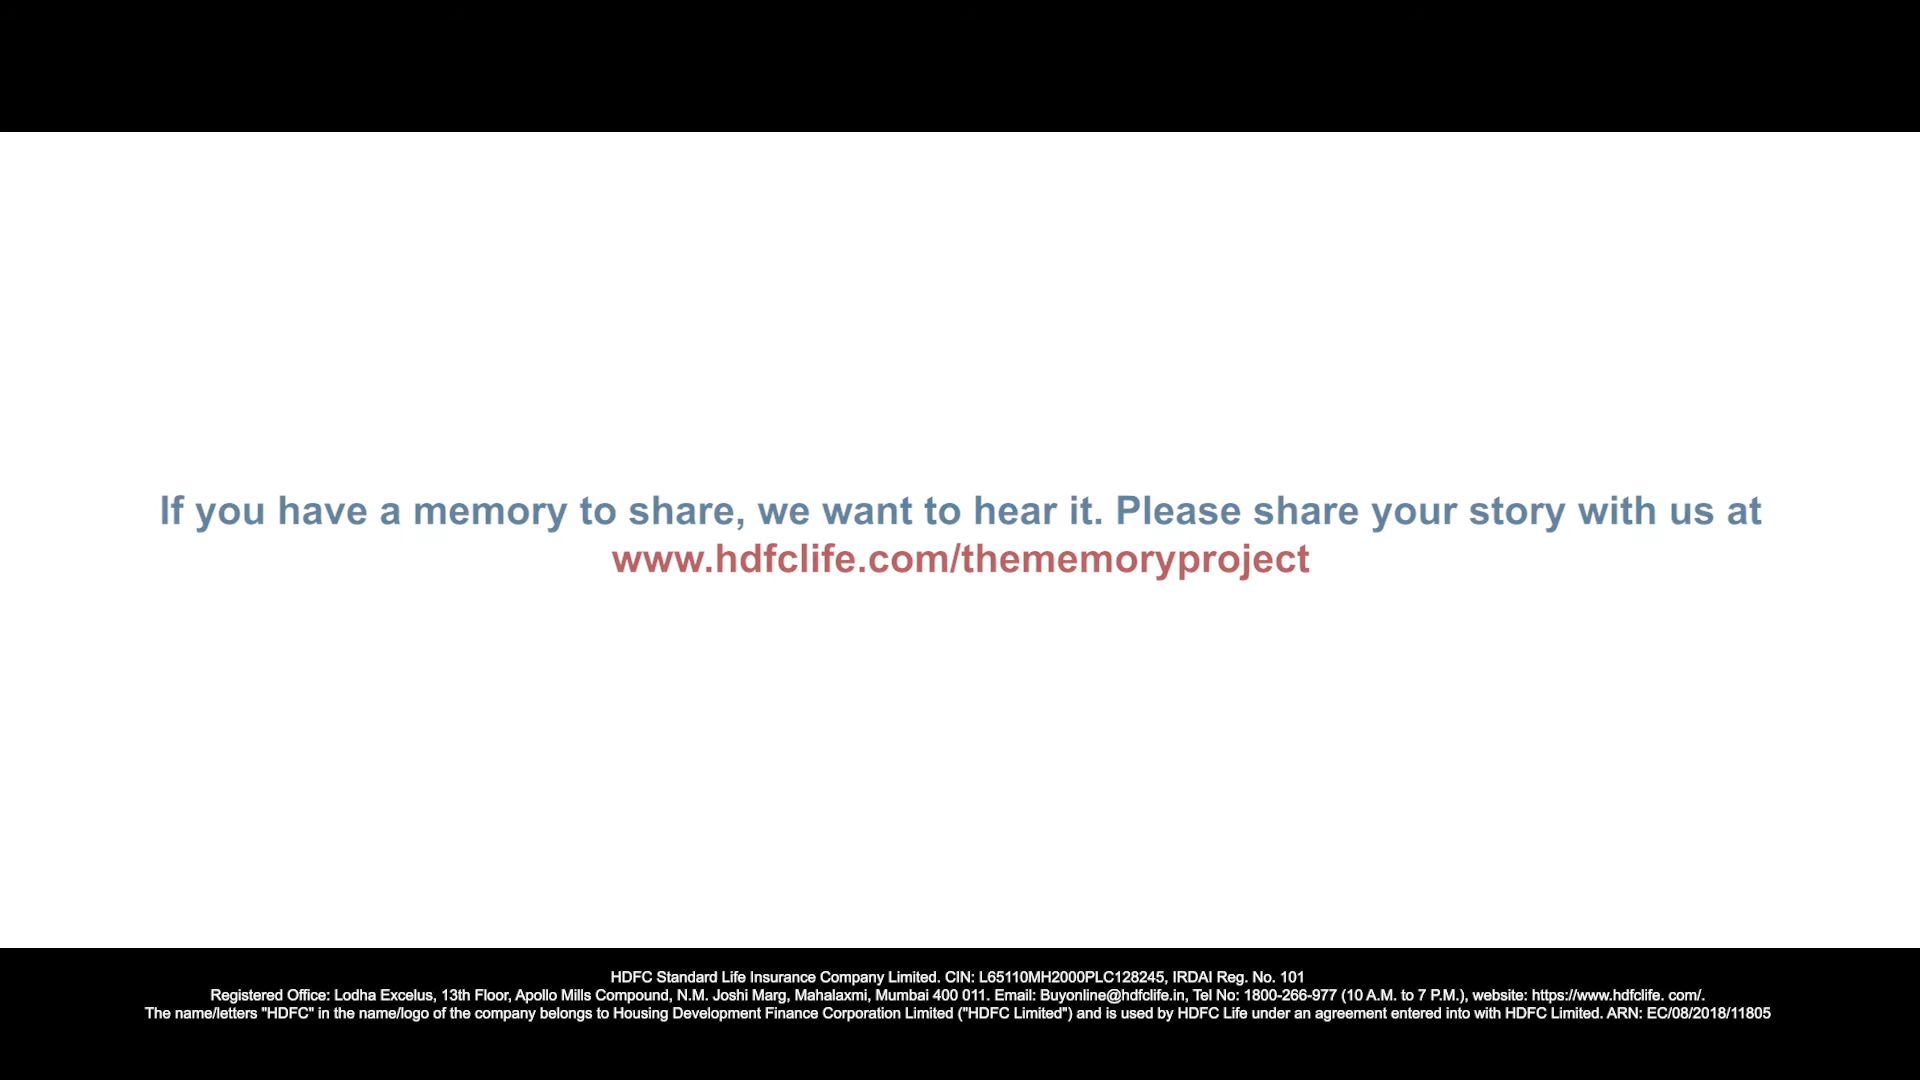 If you have a memory to share, we want to hear it. Please share your story with us at
www.hdfclife.com/thememoryproject
HDFC Standard Life Insurance Company Limited. CIN: L65110MH2000PLC128245, IRDAI Reg. No. 101
Registered Office: Lodha Excelus, 13th Floor, Apollo Mills Compound, N.M. Joshi Marg, Mahalaxmi, Mumbai 400 011. Email: Buyonline@hdfclife.in, Tel No: 1800-266-977 (10 A.M. to 7 P.M.), website: https://www.hdfclife. com/.
The name/letters "HDFC" in the name/logo of the company belongs to Housing Development Finance Corporation Limited ("HDFC Limited") and is used by HDFC Life under an agreement entered into with HDFC Limited. ARN: EC/08/2018/11805